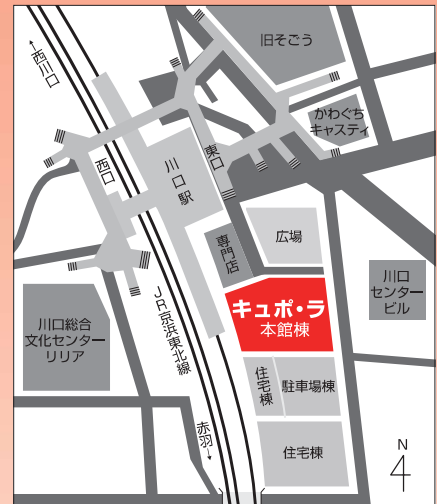 旧そごう
西川口
かわぐち
キャスティ
西口
東口
川口駅
専門店
広場
川口
センター
ビル
キュポ・ラ
本館棟
川口総合
文化センター
リリア
JR京浜東北線
住宅棟
駐車場棟
赤羽
住宅棟
N
4